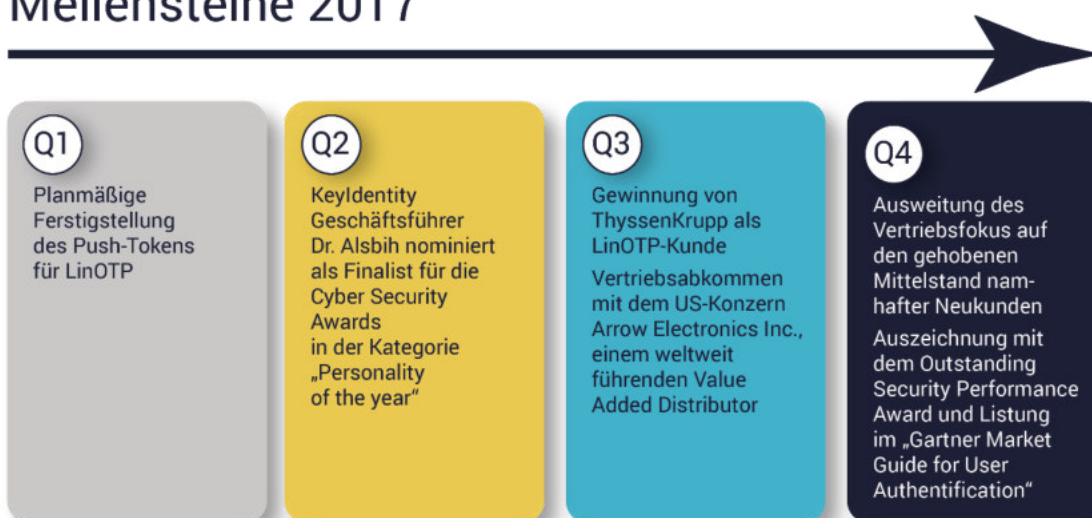 Meilensteine 2017
Q1
Planmäßige
Ferstigstellung
des Push-Tokens
für LinOTP
Q2
KeyIdentity
Geschäftsführer
Dr. Alsbih nominiert
als Finalist für die
Cyber Security
Awards
in der Kategorie
„Personality
of the year“
Q3
Gewinnung von
ThyssenKrupp als
LinOTP-Kunde
Vertriebsabkommen
mit dem US-Konzern
Arrow Electronics Inc.,
einem weltweit
führenden Value
Added Distributor
Q4
Ausweitung des
Vertriebsfokus auf
den gehobenen
Mittelstand nam-
hafter Neukunden
Auszeichnung mit
dem Outstanding
Security Performance
Award und Listung
im „Gartner Market
Guide for User
Authentification“